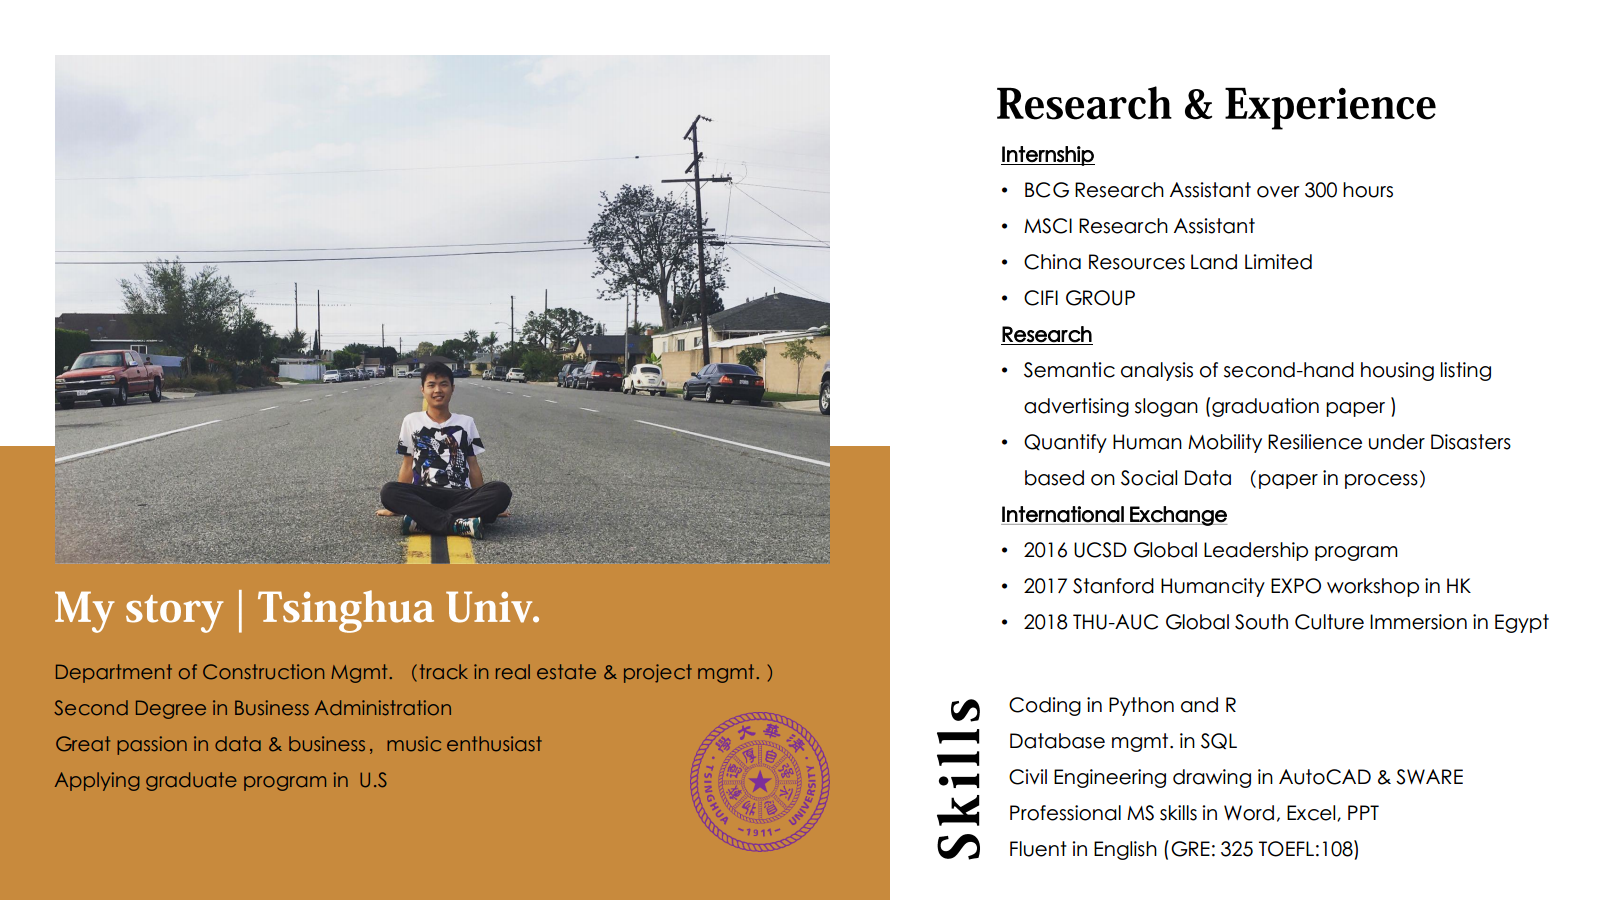 My story | Tsinghua Univ.
Department of Construction Mgmt. （track in real estate & project mgmt. ）
Second Degree in Business Administration
Great passion in data & business，music enthusiast
Applying graduate program in U.S
學大華清
自强不息
厚德載物
· TSINGHUA UNIVERSITY ·
–1911–
Research & Experience
Internship
• BCG Research Assistant over 300 hours
• MSCI Research Assistant
• China Resources Land Limited
• CIFI GROUP
Research
• Semantic analysis of second-hand housing listing
advertising slogan (graduation paper )
• Quantify Human Mobility Resilience under Disasters
based on Social Data （paper in process）
International Exchange
• 2016 UCSD Global Leadership program
• 2017 Stanford Humancity EXPO workshop in HK
• 2018 THU-AUC Global South Culture Immersion in Egypt
Skills
Coding in Python and R
Database mgmt. in SQL
Civil Engineering drawing in AutoCAD & SWARE
Professional MS skills in Word, Excel, PPT
Fluent in English (GRE: 325 TOEFL:108)